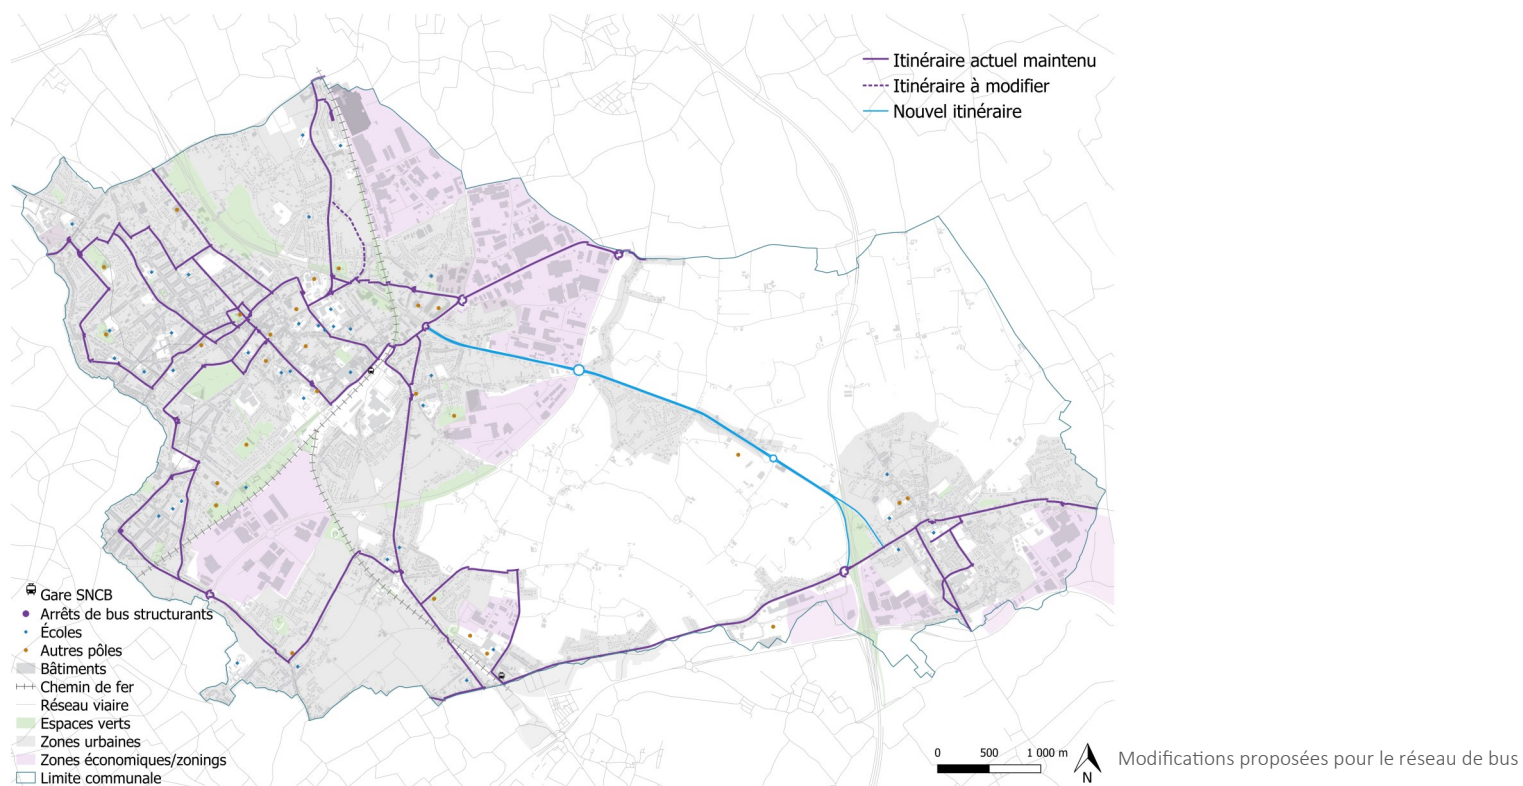 Itinéraire actuel maintenu
Itinéraire à modifier
Nouvel itinéraire
Gare SNCB
Arrêts de bus structurants
Écoles
Autres pôles
Bâtiments
Chemin de fer
Réseau viaire
Espaces verts
Zones urbaines
Zones économiques/zonings
Limite communale
0 500 1 000 m
N
Modifications proposées pour le réseau de bus